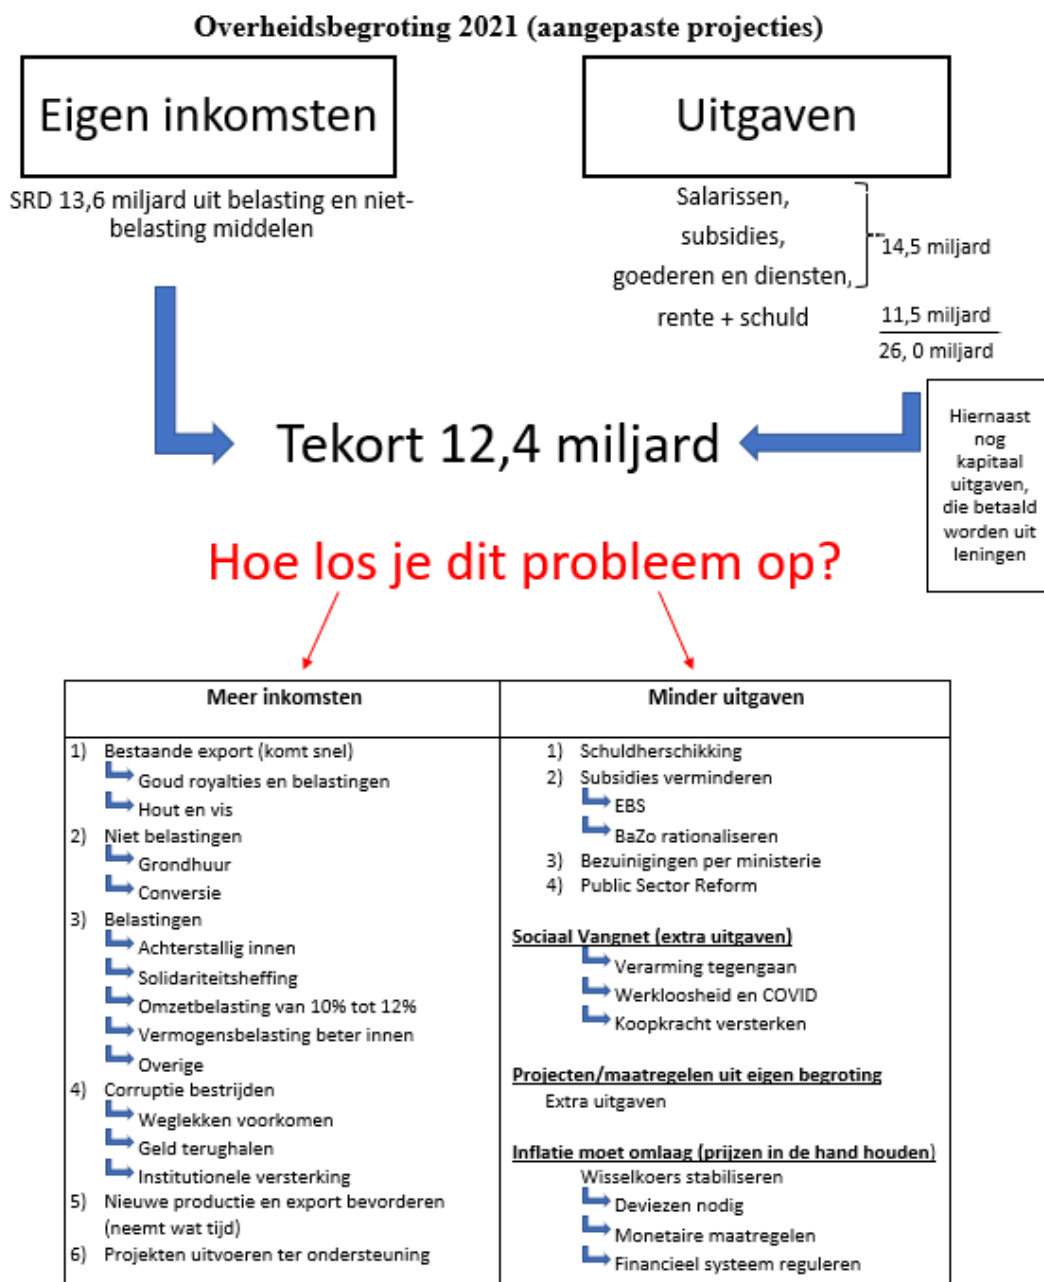 Overheidsbegroting 2021 (aangepaste projecties)
Eigen inkomsten
SRD 13,6 miljard uit belasting en niet-
belasting middelen
Uitgaven
Salarissen,
subsidies,
goederen en diensten,
14,5 miljard
rente + schuld
11,5 miljard
26, 0 miljard
Tekort 12,4 miljard
Hiernaast
nog
kapitaal
uitgaven,
die betaald
worden uit
leningen
Hoe los je dit probleem op?
Meer inkomsten
1) Bestaande export (komt snel)
Goud royalties en belastingen
Hout en vis
2) Niet belastingen
Grondhuur
Conversie
3) Belastingen
Achterstallig innen
Solidariteitsheffing
Omzetbelasting van 10% tot 12%
Vermogensbelasting beter innen
Overige
4) Corruptie bestrijden
Weglekken voorkomen
Geld terughalen
Institutionele versterking
5) Nieuwe productie en export bevorderen
(neemt wat tijd)
6) Projekten uitvoeren ter ondersteuning
Minder uitgaven
1) Schuldherschikking
2) Subsidies verminderen
EBS
BaZo rationaliseren
3) Bezuinigingen per ministerie
4) Public Sector Reform
Sociaal Vangnet (extra uitgaven)
Verarming tegengaan
Werkloosheid en COVID
Koopkracht versterken
Projecten/maatregelen uit eigen begroting
Extra uitgaven
Inflatie moet omlaag (prijzen in de hand houden)
Wisselkoers stabiliseren
Deviezen nodig
Monetaire maatregelen
Financieel systeem reguleren